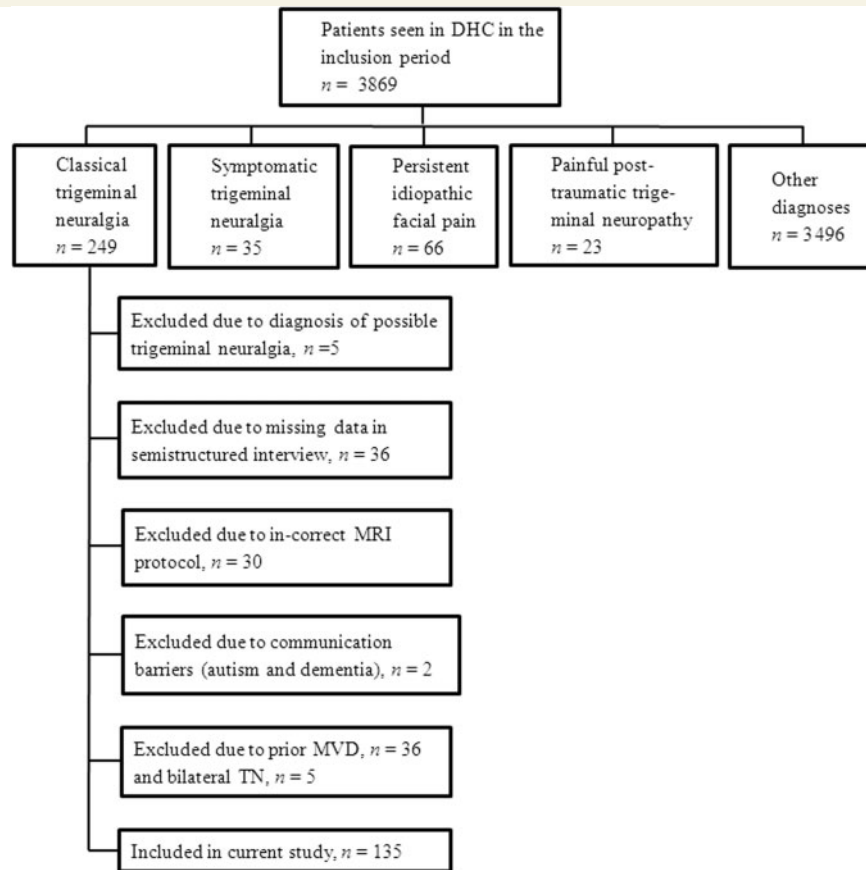 Patients seen in DHC in the
inclusion period
n = 3869
Classical
trigeminal
neuralgia
n = 249
Symptomatic
trigeminal
neuralgia
n = 35
Persistent
idiopathic
facial pain
n = 66
Painful post-
traumatic trige-
minal neuropathy
n = 23
Other
diagnoses
n = 3 496
Excluded due to diagnosis of possible
trigeminal neuralgia, n =5
Excluded due to missing data in
semistructured interview, n = 36
Excluded due to in-correct MRI
protocol, n = 30
Excluded due to communication
barriers (autism and dementia), n = 2
Excluded due to prior MVD, n = 36
and bilateral TN, n = 5
Included in current study, n = 135